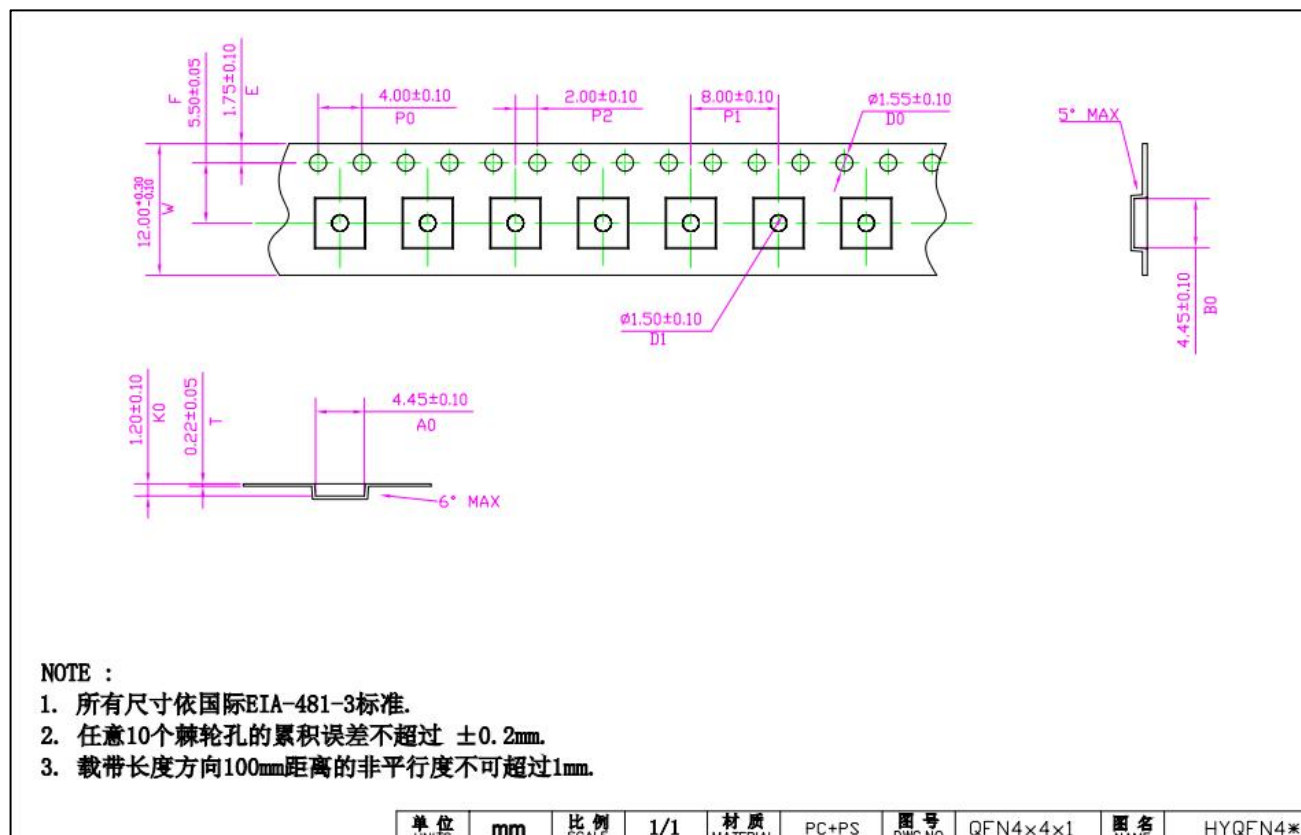 F
5.50±0.05
1.75±0.10
E
4.00±0.10
P0
2.00±0.10
P2
8.00±0.10
P1
ø1.55±0.10
D0
5° MAX
12.00+0.30-0.10
W
ø1.50±0.10
D1
4.45±0.10
B0
1.20±0.10
K0
0.22±0.05
T
4.45±0.10
A0
6° MAX
NOTE :
1. 所有尺寸依国际EIA-481-3标准.
2. 任意10个棘轮孔的累积误差不超过 ±0.2mm.
3. 载带长度方向100mm距离的非平行度不可超过1mm.
单位 mm 比例 1/1 材质 PC+PS 图号 QFN4×4×1 图名 HYQFN4*